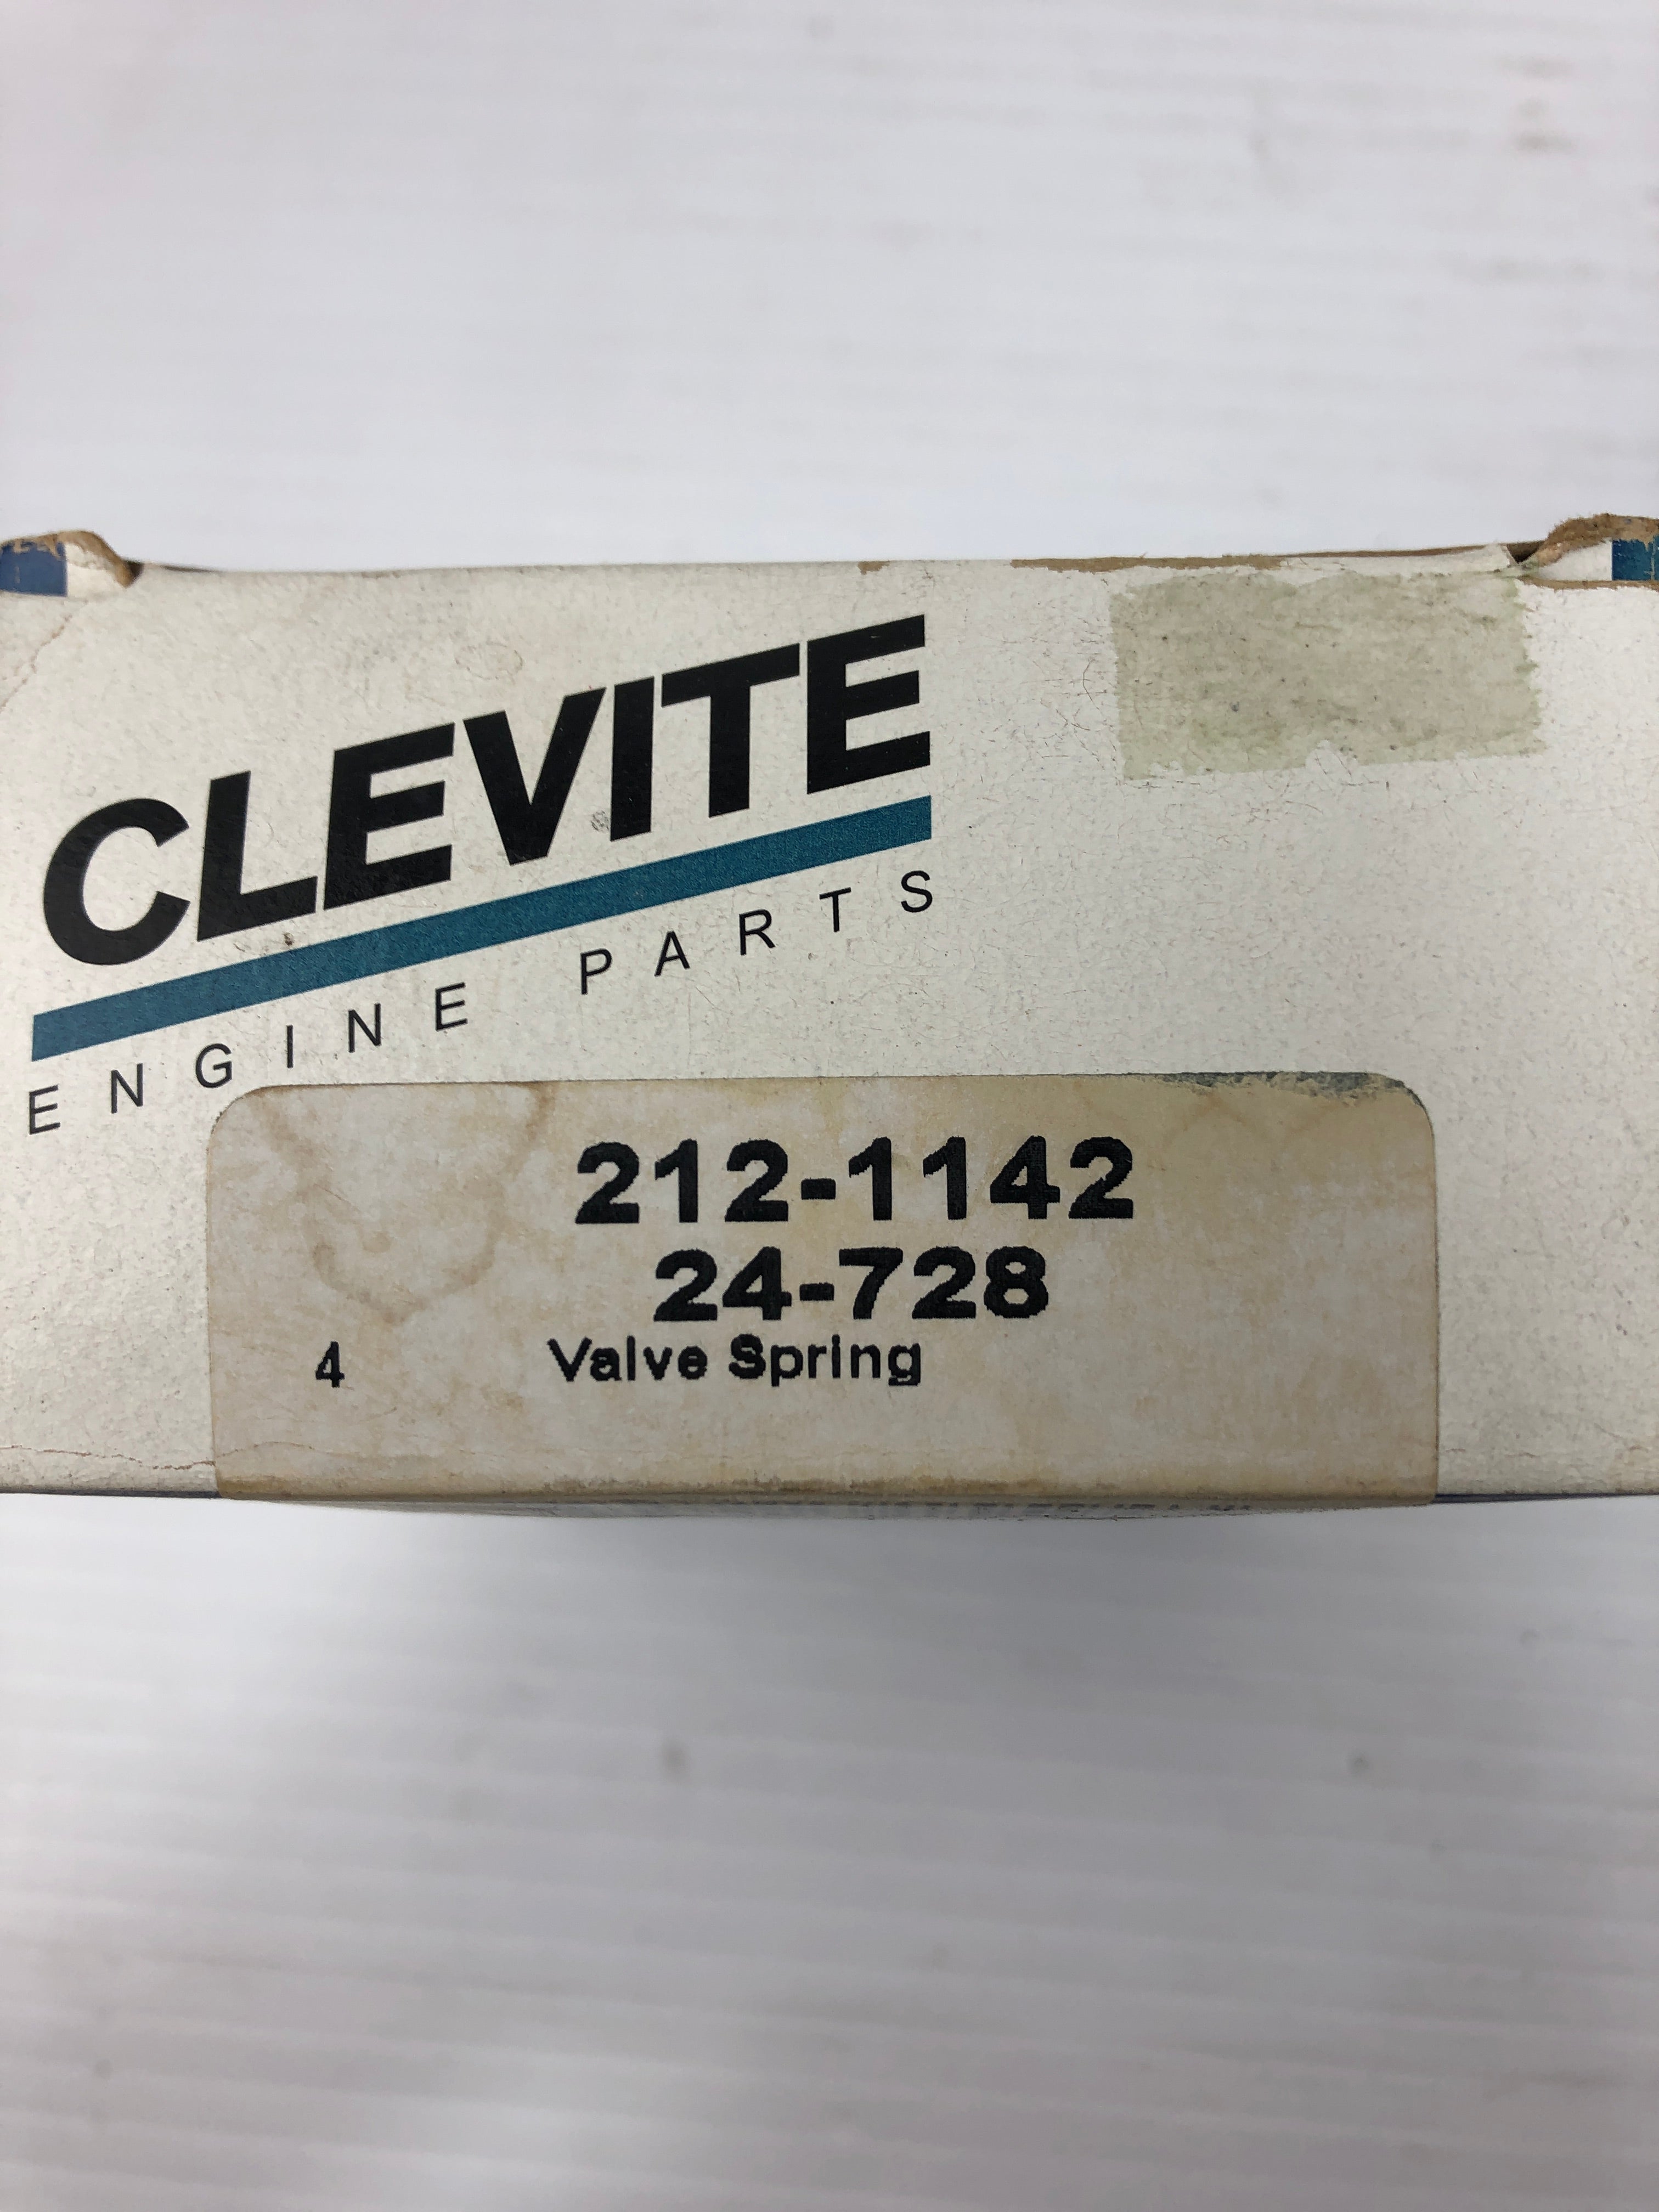 CLEVITE
ENGINE PARTS
212-1142
24-728
4 Valve Spring